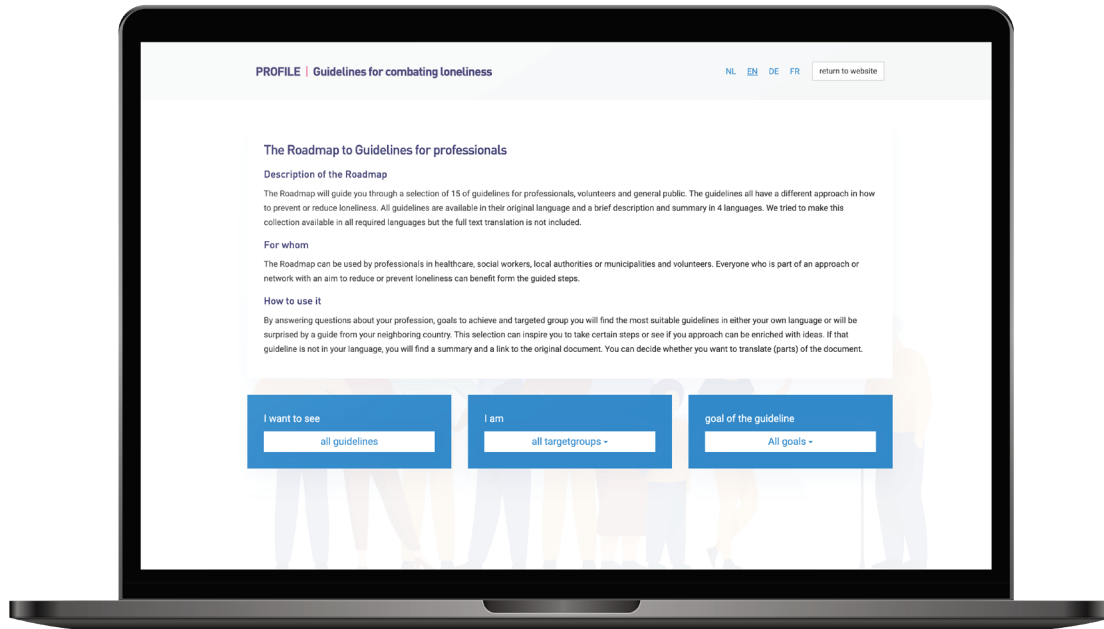 PROFILE | Guidelines for combating loneliness
NL EN DE FR return to website
The Roadmap to Guidelines for professionals
Description of the Roadmap
The Roadmap will guide you through a selection of 15 of guidelines for professionals, volunteers and general public. The guidelines all have a different approach in how
to prevent or reduce loneliness. All guidelines are available in their original language and a brief description and summary in 4 languages. We tried to make this
collection available in all required languages but the full text translation is not included.
For whom
The Roadmap can be used by professionals in healthcare, social workers, local authorities or municipalities and volunteers. Everyone who is part of an approach or
network with an aim to reduce or prevent loneliness can benefit form the guided steps.
How to use it
By answering questions about your profession, goals to achieve and targeted group you will find the most suitable guidelines in either your own language or will be
surprised by a guide from your neighboring country. This selection can inspire you to take certain steps or see if you approach can be enriched with ideas. If that
guideline is not in your language, you will find a summary and a link to the original document. You can decide whether you want to translate (parts) of the document.
I want to see
all guidelines
I am
all targetgroups
goal of the guideline
All goals